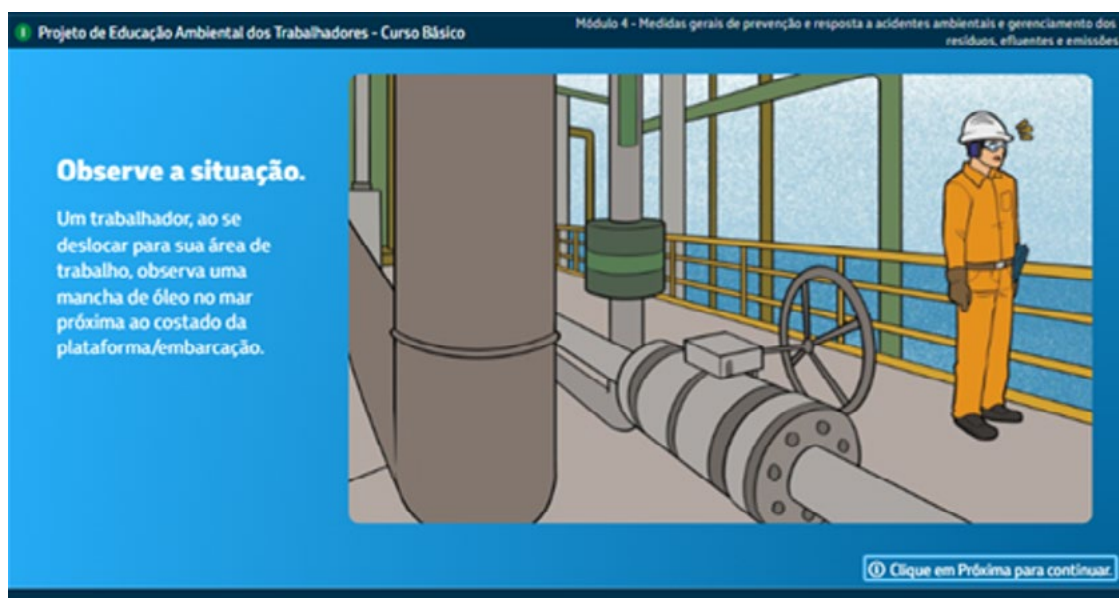 Projeto de Educação Ambiental dos Trabalhadores - Curso Básico
Módulo 4 - Medidas gerais de prevenção e resposta a acidentes ambientais e gerenciamento dos
resíduos, efluentes e emissões
Observe a situação.
Um trabalhador, ao se
deslocar para sua área de
trabalho, observa uma
mancha de óleo no mar
próxima ao costado da
plataforma/embarcação.
Clique em Próxima para continuar.